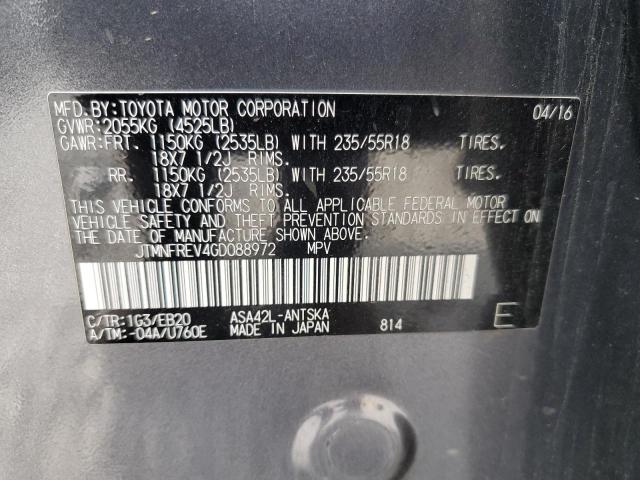 MFD.BY:TOYOTA MOTOR CORPORATION 04/16
GVWR:2055KG (4525LB)
GAWR:FRT. 1150KG (2535LB) WITH 235/55R18 TIRES.
18X7 1/2J RIMS.
RR. 1150KG (2535LB) WITH 235/55R18 TIRES.
18X7 1/2J RIMS.
THIS VEHICLE CONFORMS TO ALL APPLICABLE FEDERAL MOTOR
VEHICLE SAFETY AND THEFT PREVENTION STANDARDS IN EFFECT ON
THE DATE OF MANUFACTURE SHOWN ABOVE.
JTMNFREV4GD088972 MPV
C/TR:1G3/EB20 ASA42L-ANTSKA
A/TM:-04A/U760E MADE IN JAPAN 814 E